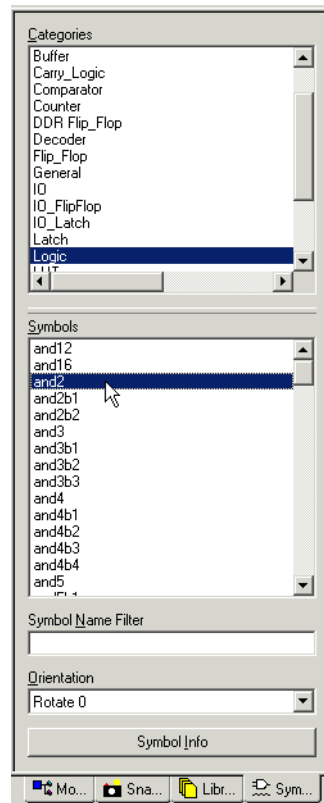 Categories
Buffer
Carry_Logic
Comparator
Counter
DDR Flip_Flop
Decoder
Flip_Flop
General
IO
IO_FlipFlop
IO_Latch
Latch
Logic
LUT
Symbols
and12
and16
and2
and2b1
and2b2
and3
and3b1
and3b2
and3b3
and4
and4b1
and4b2
and4b3
and4b4
and5
and5b1
Symbol Name Filter
Orientation
Rotate 0
Symbol Info
Mo... Sna... Libr... Sym...